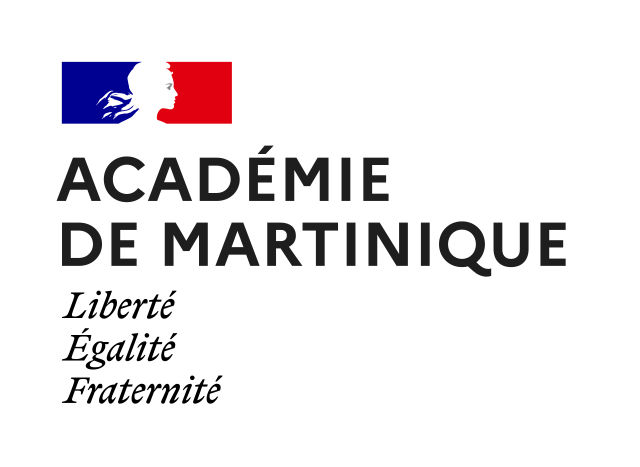 ACADÉMIE
DE MARTINIQUE
Liberté
Égalité
Fraternité